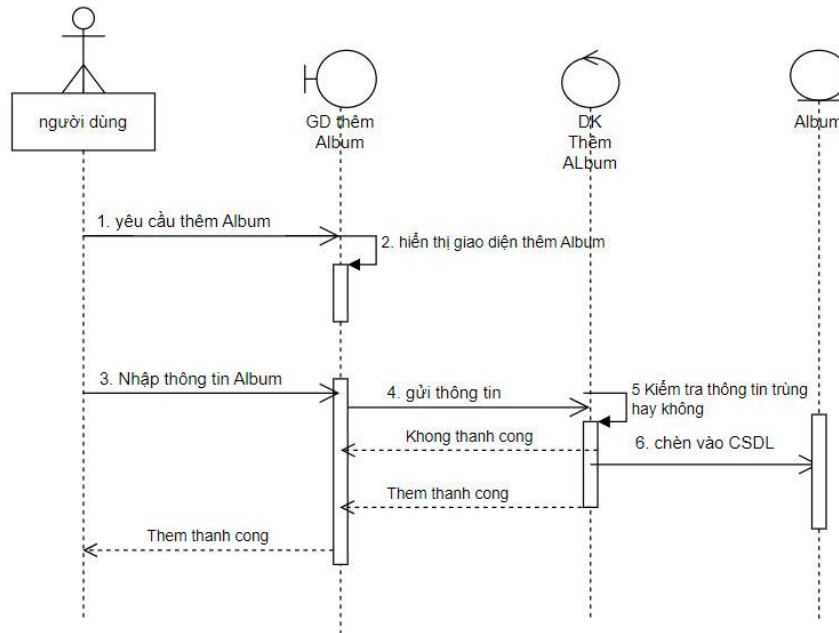 người dùng
GD thêm
Album
DK
Thêm
ALbum
Album
1. yêu cầu thêm Album
2. hiển thị giao diện thêm Album
3. Nhập thông tin Album
4. gửi thông tin
5 Kiểm tra thông tin trùng
hay không
Khong thanh cong
6. chèn vào CSDL
Them thanh cong
Them thanh cong